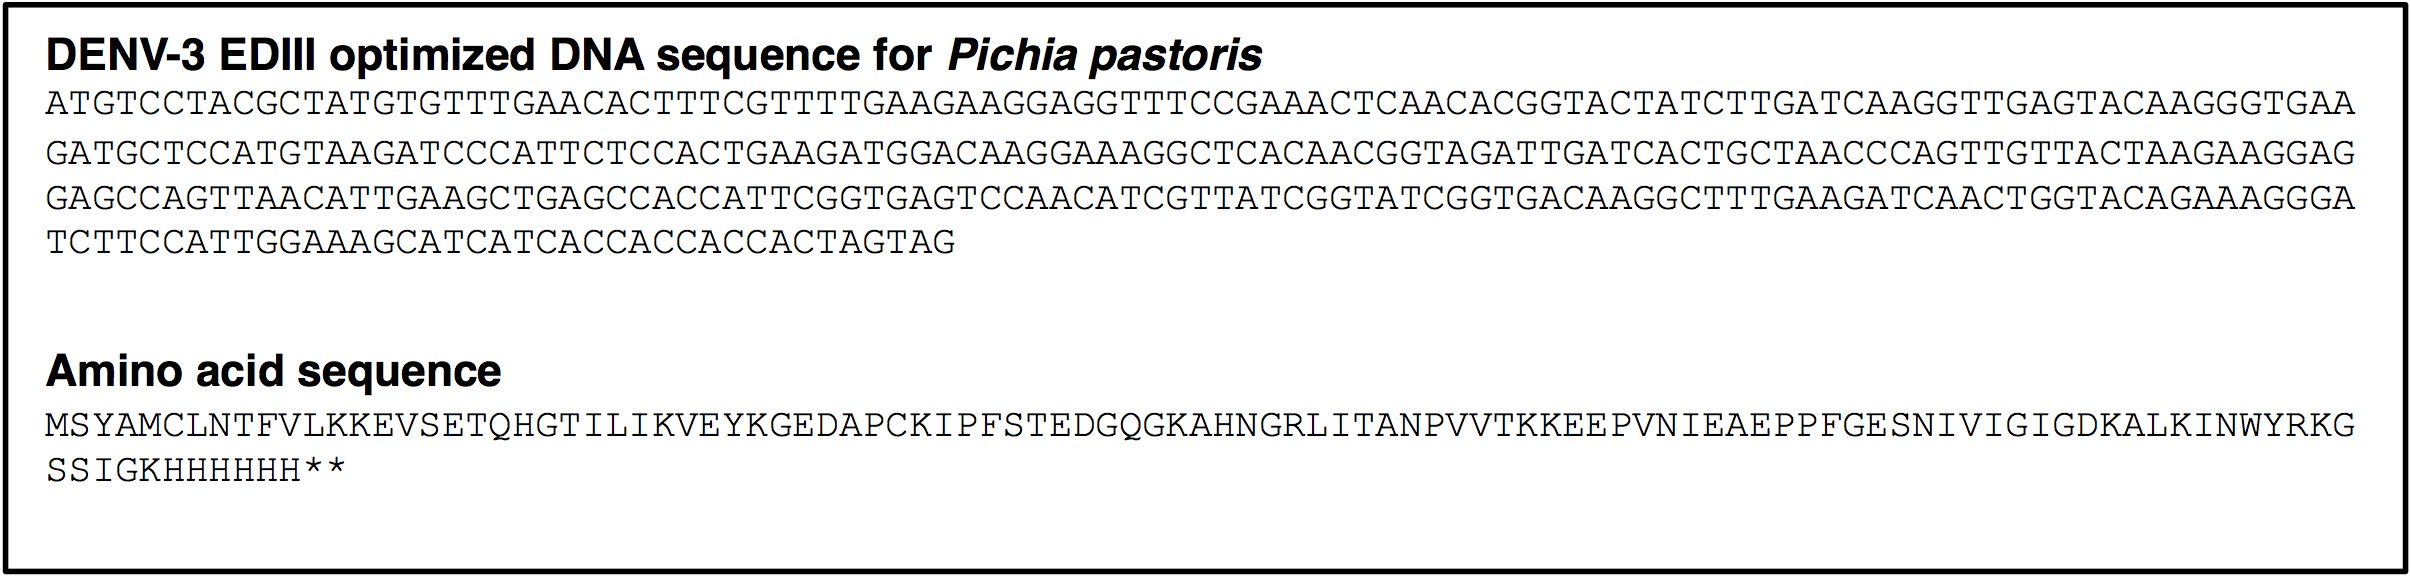 DENV-3 EDIII optimized DNA sequence for Pichia pastoris
ATGTCCTACGCTATGTGTTTGAACACTTTCGTTTTGAAGAAGGAGGTTTCCGAAACTCAACACGGTACTATCTTGATCAAGGTTGAGTACAAGGGTGAA
GATGCTCCATGTAAGATCCCATTCTCCACTGAAGATGGACAAGGAAAGGCTCACAACGGTAGATTGATCACTGCTAACCCAGTTGTTACTAAGAAGGAG
GAGCCAGTTAACATTGAAGCTGAGCCACCATTCGGTGAGTCCAACATCGTTATCGGTATCGGTGACAAGGCTTTGAAGATCAACTGGTACAGAAAGGGA
TCTTCCATTGGAAAGCATCATCACCACCACCACTAGTAG
Amino acid sequence
MSYAMCLNTFVLKKEVSETQHGTILIKVEYKGEDAPCKIPFSTEDGQGKAHNGRLITANPVVTKKEEPVNIEAEPPFGESNIVIGIGDKALKINWYRKG
SSIGKHHHHHH**